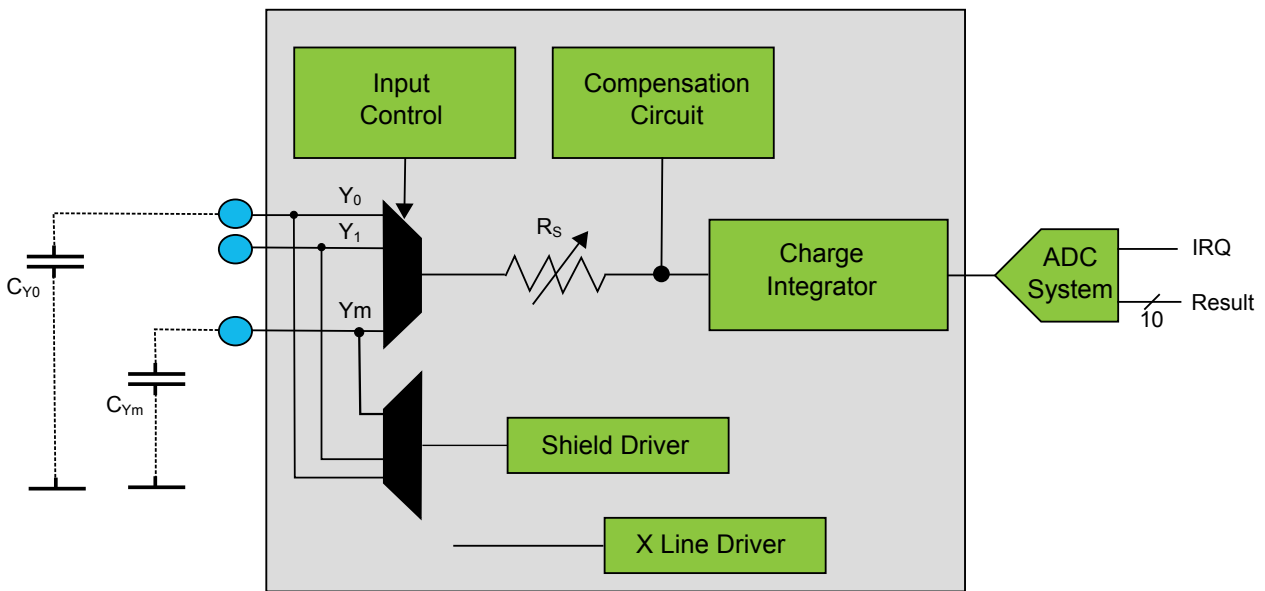 Input
Control
Compensation
Circuit
Y0
Y1
Ym
RS
Charge
Integrator
ADC
System
IRQ
Result
10
CY0
CYm
Shield Driver
X Line Driver